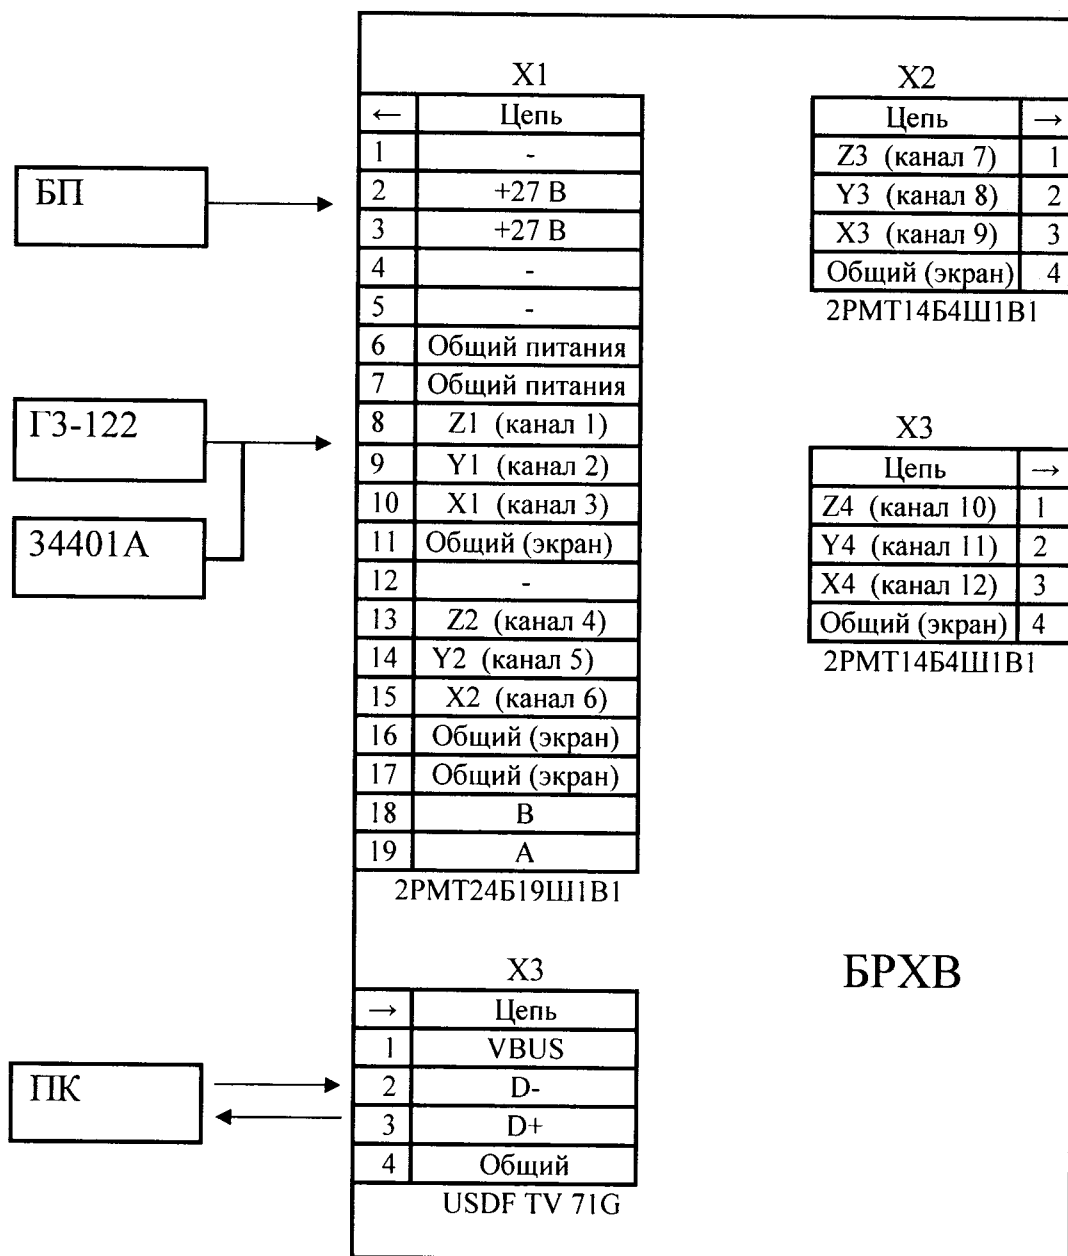 X1
← Цепь
1 -
2 +27 В
3 +27 В
4 -
5 -
6 Общий питания
7 Общий питания
8 Z1 (канал 1)
9 Y1 (канал 2)
10 X1 (канал 3)
11 Общий (экран)
12 -
13 Z2 (канал 4)
14 Y2 (канал 5)
15 X2 (канал 6)
16 Общий (экран)
17 Общий (экран)
18 В
19 А
2РМТ24Б19Ш1В1
БП
Г3-122
34401А
X2
Цепь →
Z3 (канал 7) 1
Y3 (канал 8) 2
X3 (канал 9) 3
Общий (экран) 4
2РМТ14Б4Ш1В1
X3
Цепь →
Z4 (канал 10) 1
Y4 (канал 11) 2
X4 (канал 12) 3
Общий (экран) 4
2РМТ14Б4Ш1В1
X3
→ Цепь
1 VBUS
2 D-
3 D+
4 Общий
USDF TV 71G
ПК
БРХВ